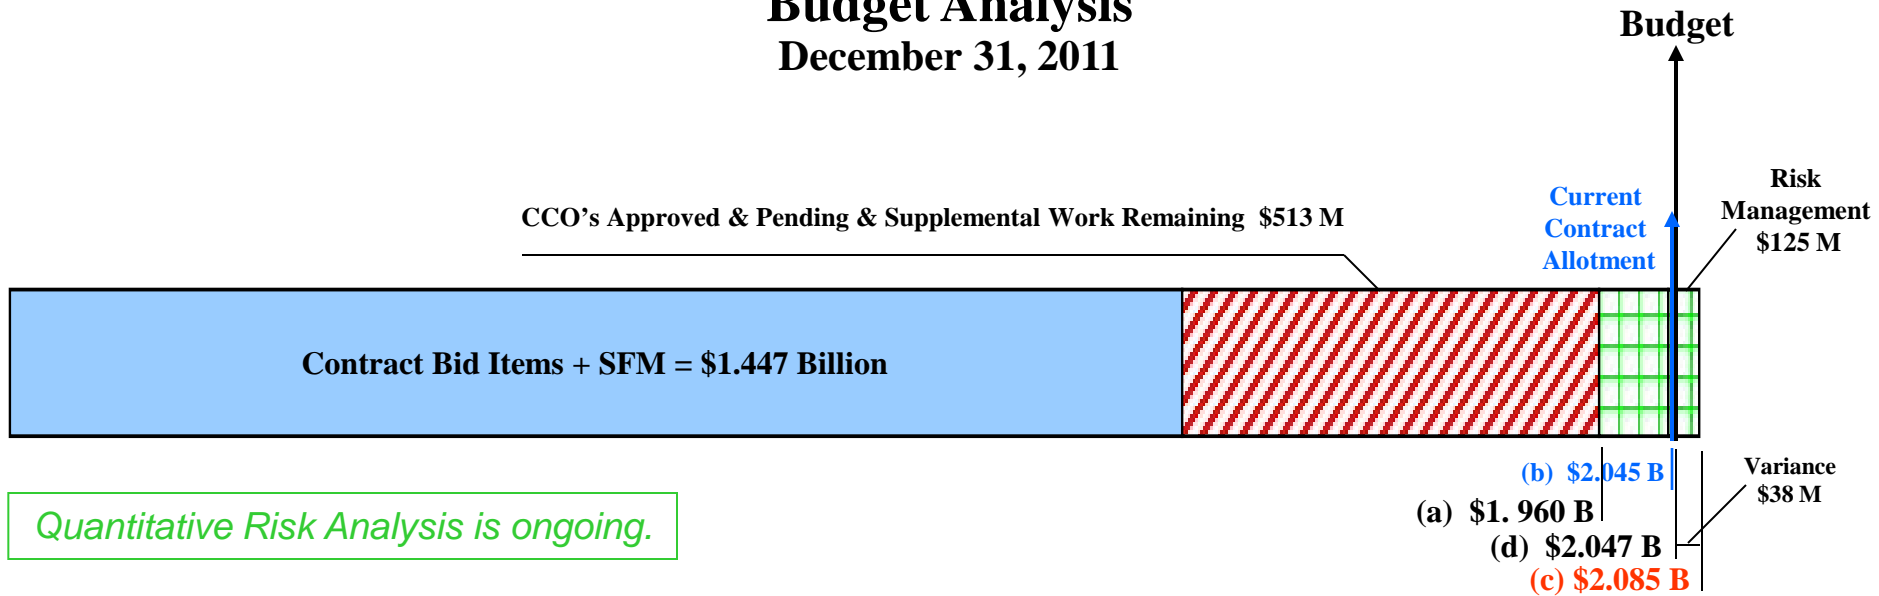 Budget Analysis
December 31, 2011
Budget
Risk
Management
$125 M
Current
Contract
Allotment
CCO’s Approved & Pending & Supplemental Work Remaining $513 M
Contract Bid Items + SFM = $1.447 Billion
(b) $2.045 B
Variance
$38 M
(a) $1. 960 B
Quantitative Risk Analysis is ongoing.
(d) $2.047 B
(c) $2.085 B